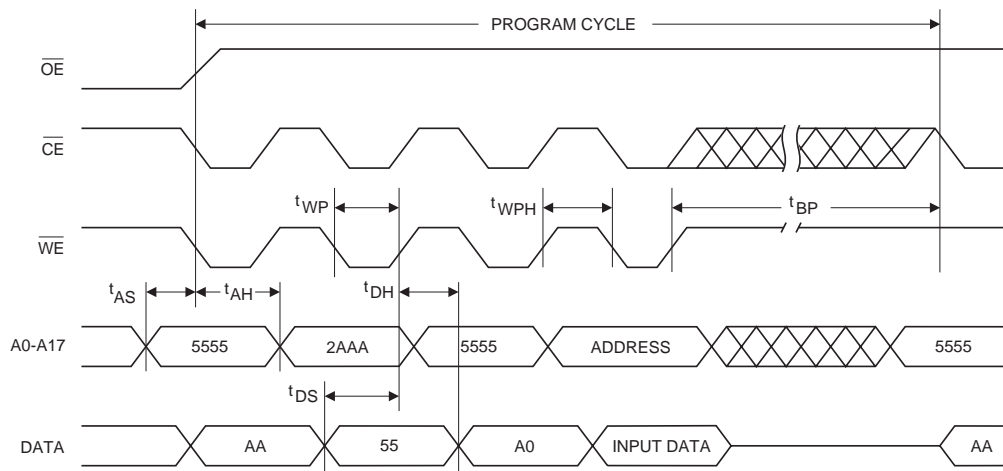 PROGRAM CYCLE
OE
CE
tWP
tWPH
tBP
WE
tAS
tAH
tDH
A0-A17
5555
2AAA
5555
ADDRESS
5555
tDS
DATA
AA
55
A0
INPUT DATA
AA